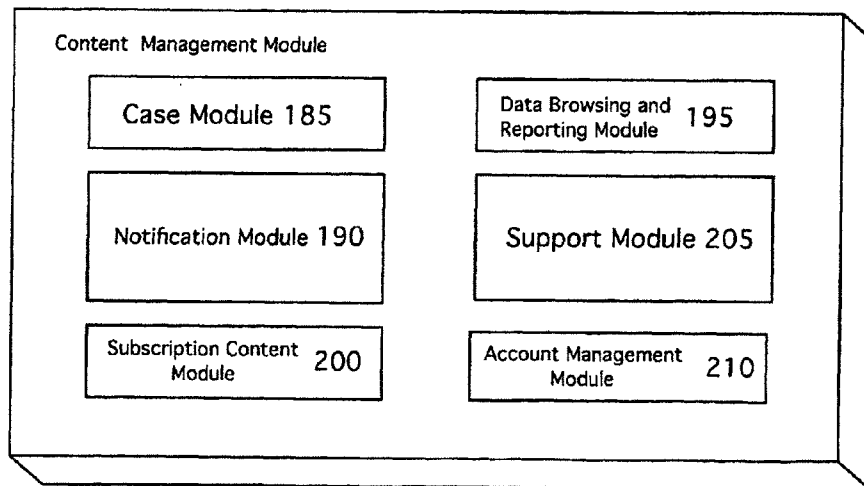 Content Management Module
Case Module 185
Data Browsing and
Reporting Module 195
Notification Module 190
Support Module 205
Subscription Content
Module 200
Account Management
Module 210